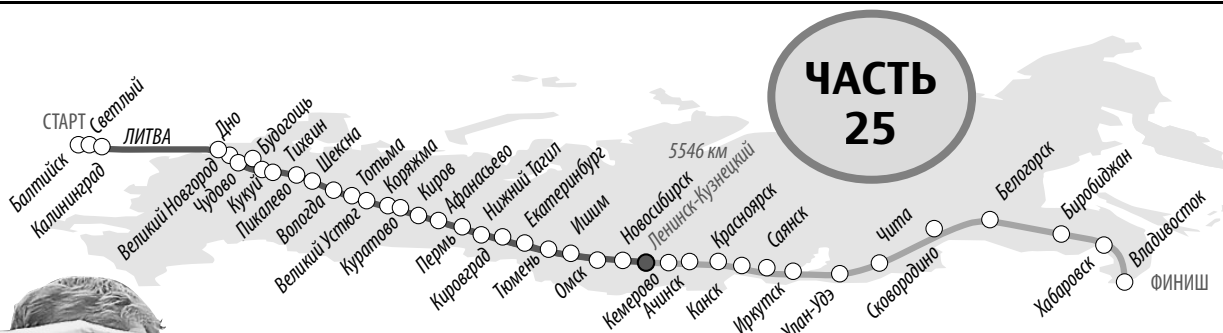 ЧАСТЬ
25
СТАРТ
Балтийск
Светлый
Калининград
ЛИТВА
Дно
Великий Новгород
Чудово
Будогощь
Кукуй
Тихвин
Пикалево
Шексна
Вологда
Тотьма
Великий Устюг
Коряжма
Куратово
Киров
Афанасьево
Пермь
Нижний Тагил
Кировград
Екатеринбург
Тюмень
Ишим
Омск
Новосибирск
5546 км
Ленинск-Кузнецкий
Кемерово
Ачинск
Красноярск
Канск
Саянск
Иркутск
Улан-Удэ
Чита
Сковородино
Белогорск
Биробиджан
Хабаровск
Владивосток
ФИНИШ